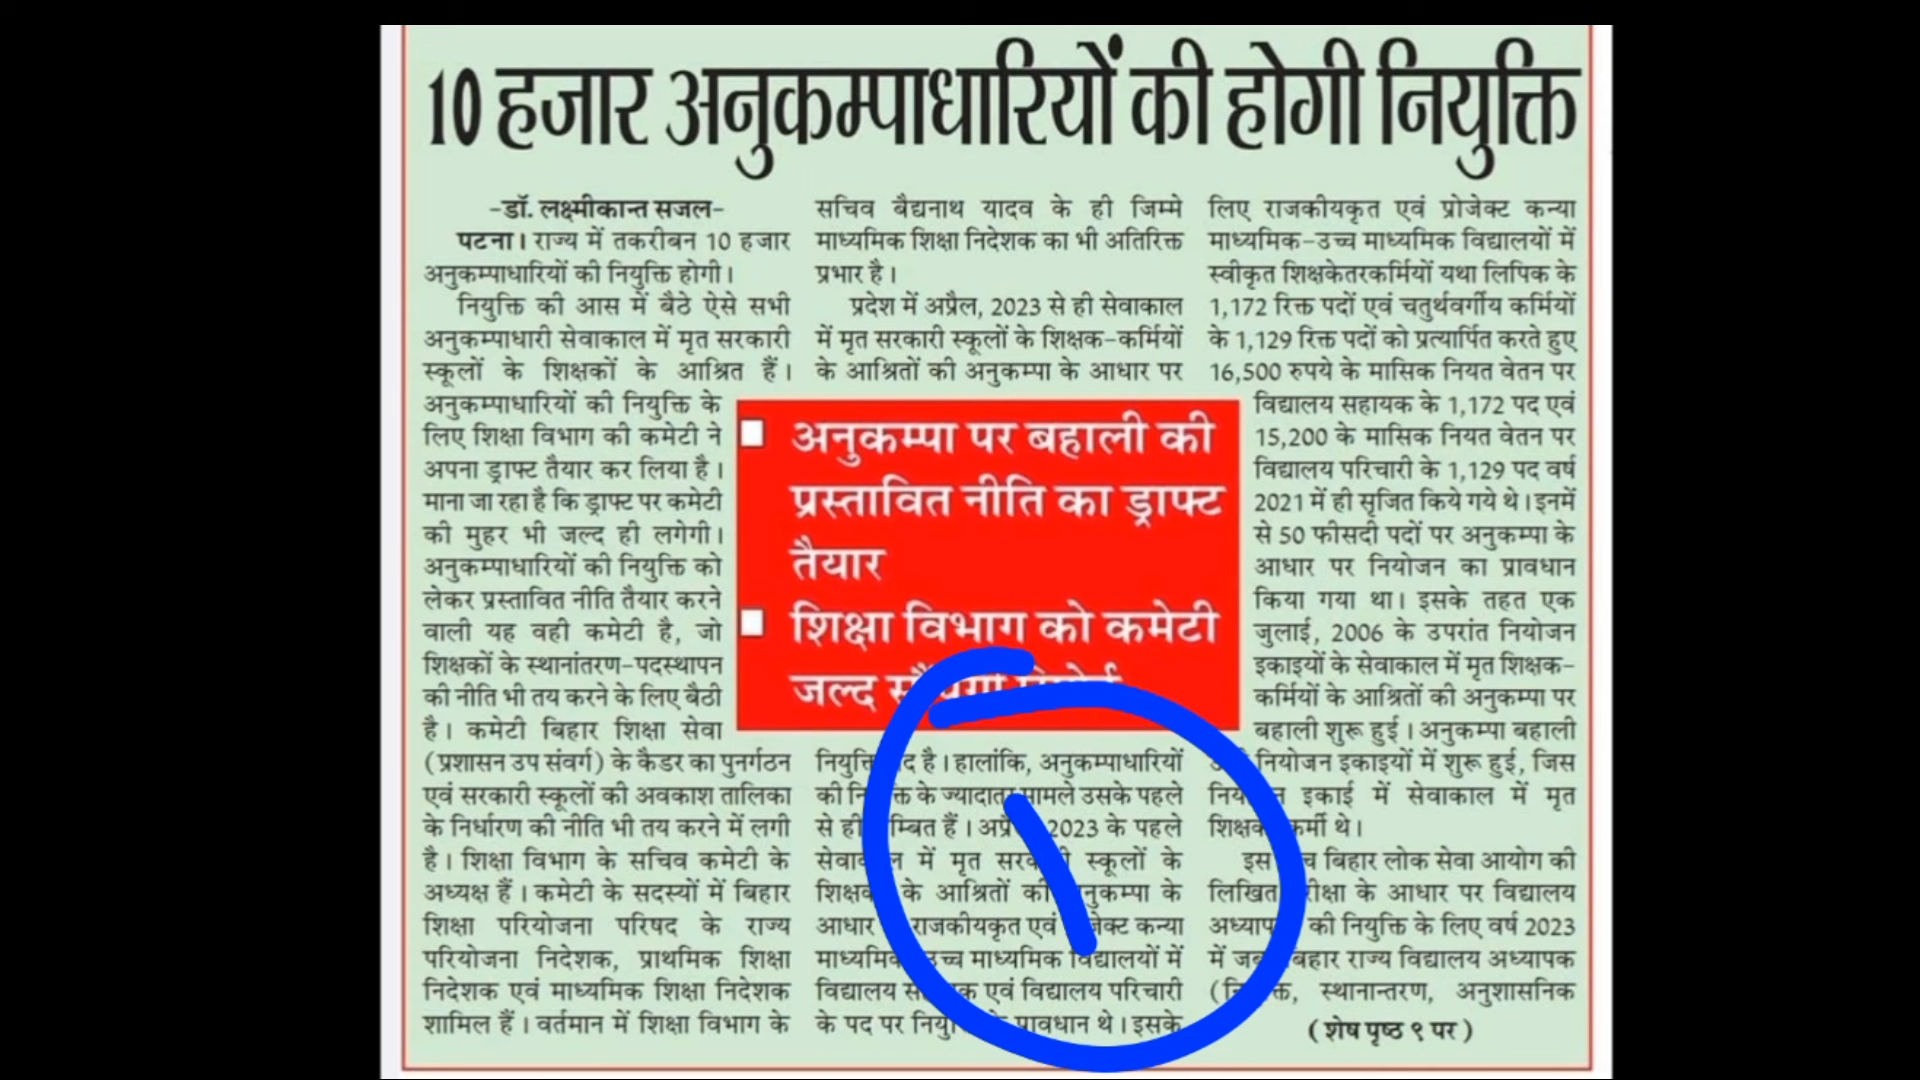 10 हजार अनुकम्पाधारियों की होगी नियुक्ति
-डॉ. लक्ष्मीकान्त सजल-
पटना। राज्य में तकरीबन 10 हजार
अनुकम्पाधारियों की नियुक्ति होगी।
नियुक्ति की आस में बैठे ऐसे सभी
अनुकम्पाधारी सेवाकाल में मृत सरकारी
स्कूलों के शिक्षकों के आश्रित हैं।
अनुकम्पाधारियों की नियुक्ति के
लिए शिक्षा विभाग की कमेटी ने
अपना ड्राफ्ट तैयार कर लिया है।
माना जा रहा है कि ड्राफ्ट पर कमेटी
की मुहर भी जल्द ही लगेगी।
अनुकम्पाधारियों की नियुक्ति को
लेकर प्रस्तावित नीति तैयार करने
वाली यह वही कमेटी है, जो
शिक्षकों के स्थानांतरण-पदस्थापन
की नीति भी तय करने के लिए बैठी
है। कमेटी बिहार शिक्षा सेवा
(प्रशासन उप संवर्ग) के कैडर का पुनर्गठन
एवं सरकारी स्कूलों की अवकाश तालिका
के निर्धारण की नीति भी तय करने में लगी
है। शिक्षा विभाग के सचिव कमेटी के
अध्यक्ष हैं। कमेटी के सदस्यों में बिहार
शिक्षा परियोजना परिषद के राज्य
परियोजना निदेशक, प्राथमिक शिक्षा
निदेशक एवं माध्यमिक शिक्षा निदेशक
शामिल हैं। वर्तमान में शिक्षा विभाग के
सचिव बैद्यनाथ यादव के ही जिम्मे
माध्यमिक शिक्षा निदेशक का भी अतिरिक्त
प्रभार है।
प्रदेश में अप्रैल, 2023 से ही सेवाकाल
में मृत सरकारी स्कूलों के शिक्षक-कर्मियों
के आश्रितों की अनुकम्पा के आधार पर
अनुकम्पा पर बहाली की
प्रस्तावित नीति का ड्राफ्ट
तैयार
शिक्षा विभाग को कमेटी
जल्द
है। हालांकि, अनुकम्पाधारियों
की के ज्यादातर मामले उसके पहले
से ही हैं। 2023 के पहले
में मृत स्कूलों के
के आश्रितों की के
आधार राजकीयकृत एवं कन्या
उच्च माध्यमिक विद्यालयों में
विद्यालय एवं विद्यालय परिचारी
के पद पर प्रावधान थे। इसके
लिए राजकीयकृत एवं प्रोजेक्ट कन्या
माध्यमिक-उच्च माध्यमिक विद्यालयों में
स्वीकृत शिक्षकेतरकर्मियों यथा लिपिक के
1,172 रिक्त पदों एवं चतुर्थवर्गीय कर्मियों
के 1,129 रिक्त पदों को प्रत्यार्पित करते हुए
16,500 रुपये के मासिक नियत वेतन पर
विद्यालय सहायक के 1,172 पद एवं
15,200 के मासिक नियत वेतन पर
विद्यालय परिचारी के 1,129 पद वर्ष
2021 में ही सृजित किये गये थे। इनमें
से 50 फीसदी पदों पर अनुकम्पा के
आधार पर नियोजन का प्रावधान
किया गया था। इसके तहत एक
जुलाई, 2006 के उपरांत नियोजन
इकाइयों के सेवाकाल में मृत शिक्षक-
कर्मियों के आश्रितों की अनुकम्पा पर
बहाली शुरू हुई। अनुकम्पा बहाली
नियोजन इकाइयों में शुरू हुई, जिस
इकाई में सेवाकाल में मृत
थे।
बिहार लोक सेवा आयोग की
लिखित के आधार पर विद्यालय
की नियुक्ति के लिए वर्ष 2023
में राज्य विद्यालय अध्यापक
स्थानान्तरण, अनुशासनिक
(शेष पृष्ठ ९ पर)